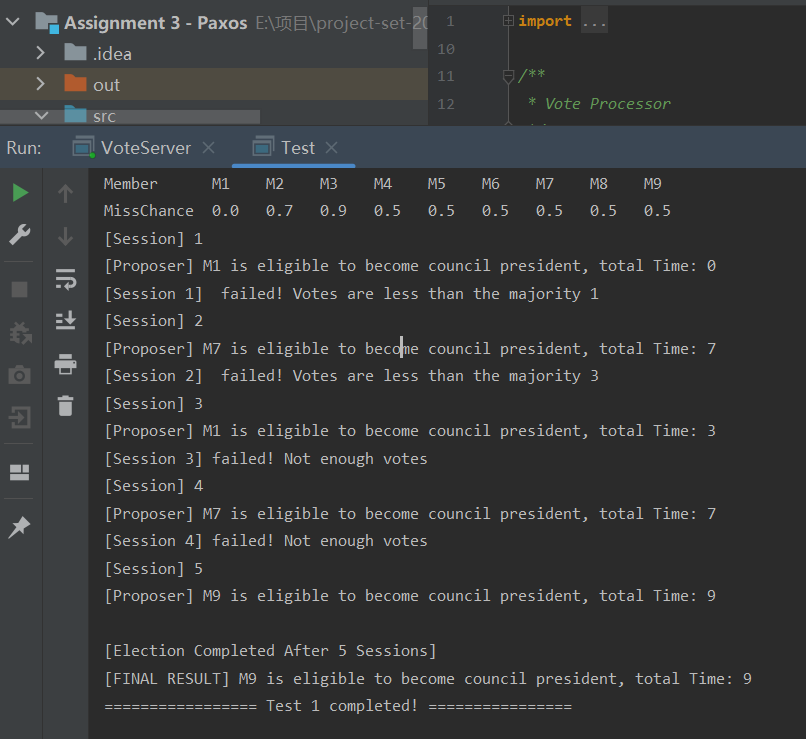 Assignment 3 - Paxos E:\项目\project-set-20
.idea
out
src
1 import ...
10
11 /**
12 * Vote Processor
Run: VoteServer Test
Member M1 M2 M3 M4 M5 M6 M7 M8 M9
MissChance 0.0 0.7 0.9 0.5 0.5 0.5 0.5 0.5 0.5
[Session] 1
[Proposer] M1 is eligible to become council president, total Time: 0
[Session 1]  failed! Votes are less than the majority 1
[Session] 2
[Proposer] M7 is eligible to become council president, total Time: 7
[Session 2]  failed! Votes are less than the majority 3
[Session] 3
[Proposer] M1 is eligible to become council president, total Time: 3
[Session 3] failed! Not enough votes
[Session] 4
[Proposer] M7 is eligible to become council president, total Time: 7
[Session 4] failed! Not enough votes
[Session] 5
[Proposer] M9 is eligible to become council president, total Time: 9
[Election Completed After 5 Sessions]
[FINAL RESULT] M9 is eligible to become council president, total Time: 9
================= Test 1 completed! ================